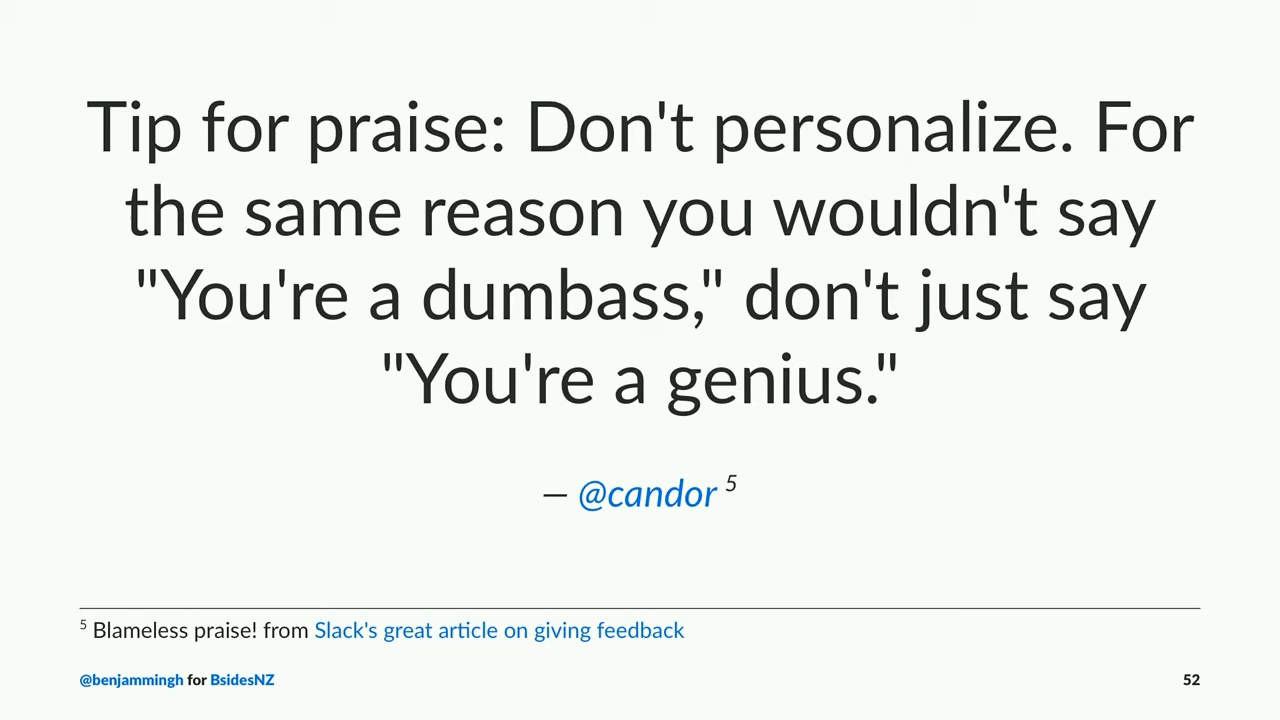 Tip for praise: Don't personalize. For
the same reason you wouldn't say
"You're a dumbass," don't just say
"You're a genius."
— @candor 5
5 Blameless praise! from Slack's great article on giving feedback
@benjammingh for BsidesNZ
52